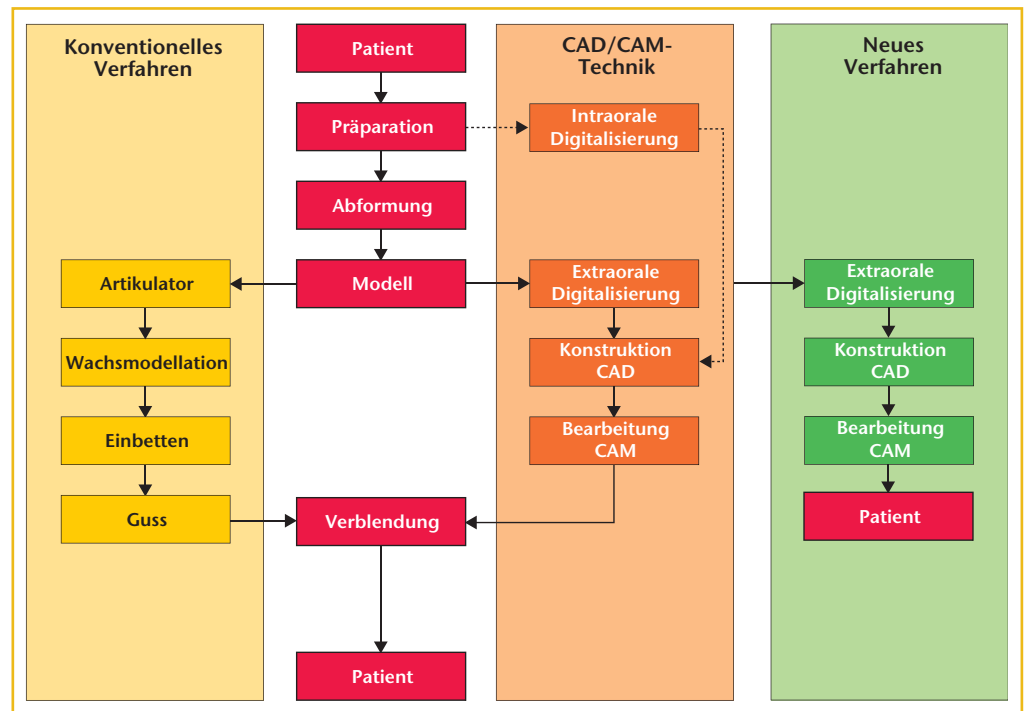 Konventionelles
Verfahren
Patient
Präparation
Abformung
Modell
Artikulator
Wachsmodellation
Einbetten
Guss
Verblendung
Patient
CAD/CAM-
Technik
Intraorale
Digitalisierung
Extraorale
Digitalisierung
Konstruktion
CAD
Bearbeitung
CAM
Neues
Verfahren
Extraorale
Digitalisierung
Konstruktion
CAD
Bearbeitung
CAM
Patient